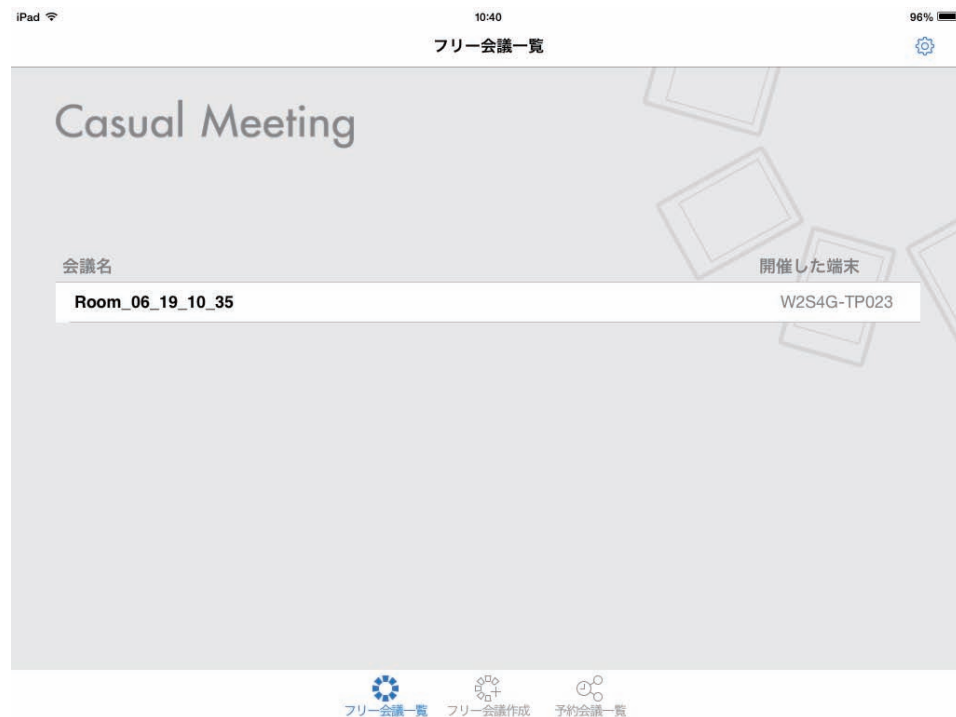 iPad 10:40 96%
フリー会議一覧
Casual Meeting
会議名 開催した端末
Room_06_19_10_35 W2S4G-TP023
フリー会議一覧 フリー会議作成 予約会議一覧